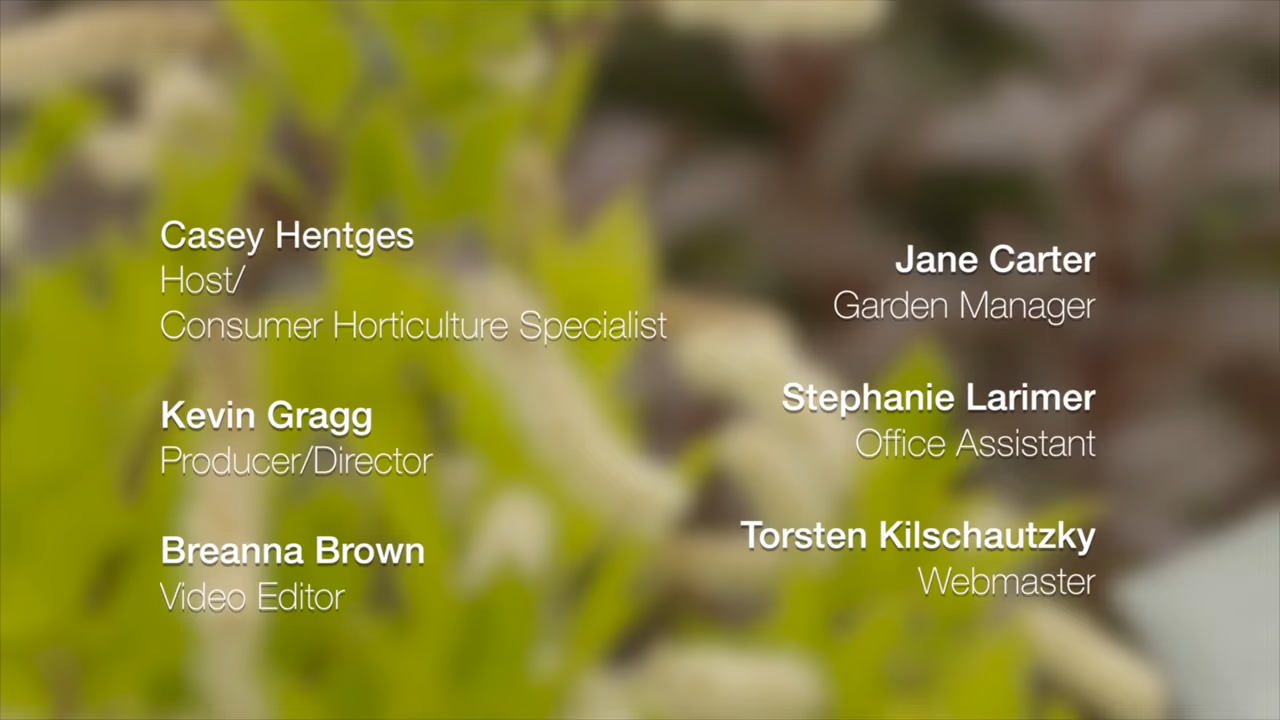 Casey Hentges
Host/
Consumer Horticulture Specialist
Kevin Gragg
Producer/Director
Breanna Brown
Video Editor
Jane Carter
Garden Manager
Stephanie Larimer
Office Assistant
Torsten Kilschautzky
Webmaster